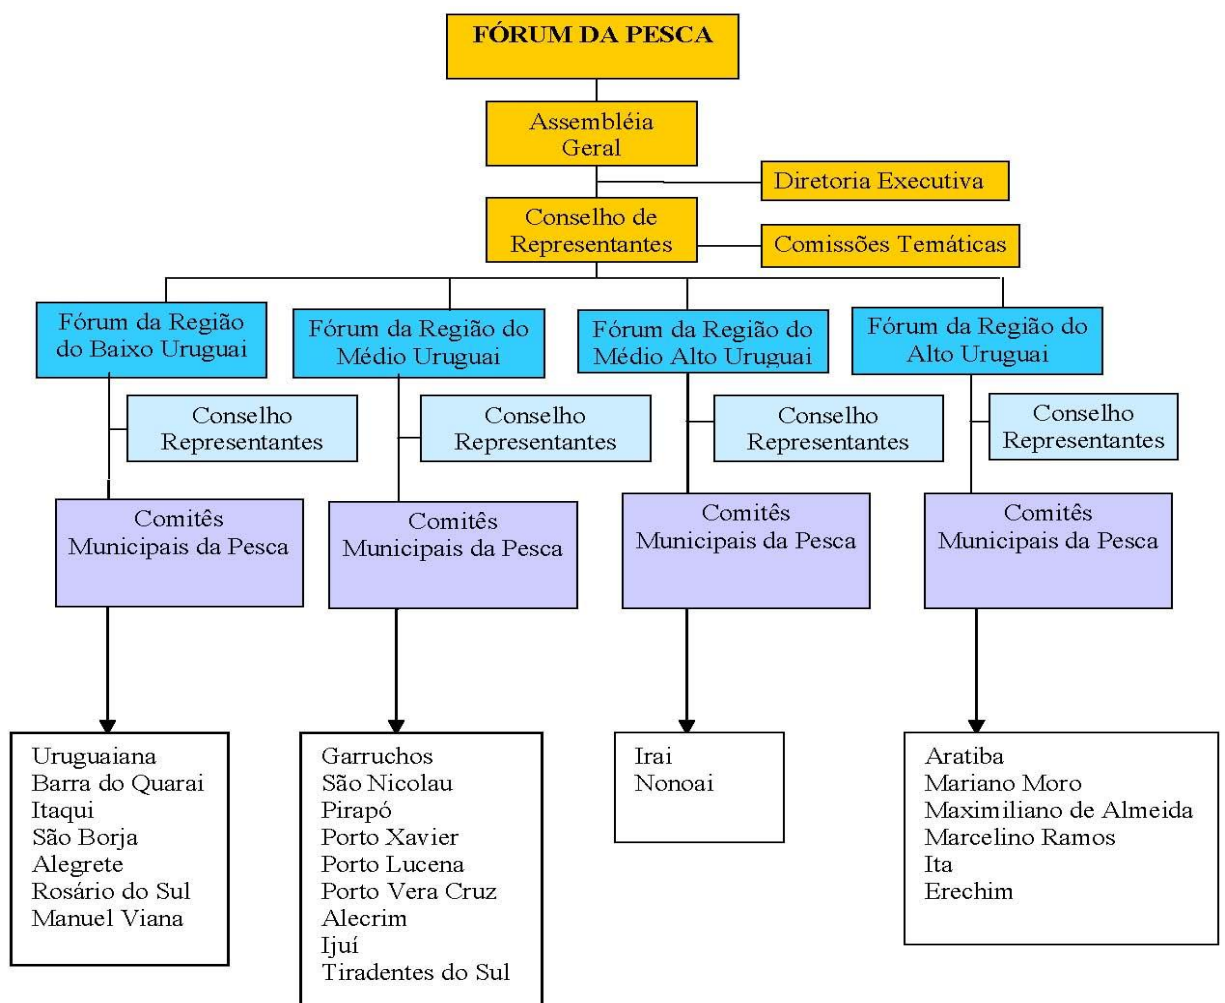 FÓRUM DA PESCA
Assembléia
Geral
Diretoria Executiva
Conselho de
Representantes
Comissões Temáticas
Fórum da Região
do Baixo Uruguai
Fórum da Região do
Médio Uruguai
Fórum da Região do
Médio Alto Uruguai
Fórum da Região do
Alto Uruguai
Conselho
Representantes
Conselho
Representantes
Conselho
Representantes
Conselho
Representantes
Comitês
Municipais da Pesca
Comitês
Municipais da Pesca
Comitês
Municipais da Pesca
Comitês
Municipais da Pesca
Uruguaiana
Barra do Quarai
Itaqui
São Borja
Alegrete
Rosário do Sul
Manuel Viana
Garruchos
São Nicolau
Pirapó
Porto Xavier
Porto Lucena
Porto Vera Cruz
Alecrim
Ijuí
Tiradentes do Sul
Irai
Nonoai
Aratiba
Mariano Moro
Maximiliano de Almeida
Marcelino Ramos
Ita
Erechim